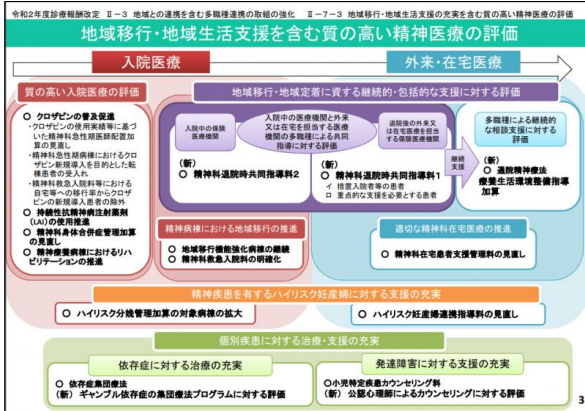 令和2年度診療報酬改定 Ⅱ-3 地域との連携を含む多職種連携の取組の強化 Ⅱ-7-3 地域移行・地域生活支援の充実を含む質の高い精神医療の評価
地域移行・地域生活支援を含む質の高い精神医療の評価
入院医療
外来・在宅医療
質の高い入院医療の評価
○ クロザピンの普及促進
・クロザピンの使用実績等に基づ
いた精神科急性期医師配置加
算の見直し
・精神科急性期病棟におけるクロ
ザピン新規導入を目的とした転
棟患者の受入れ
・精神科救急入院料等における
自宅等への移行率からクロザ
ピンの新規導入患者の除外
○ 持続性抗精神病注射薬剤
(LAI)の使用推進
○ 精神科身体合併症管理加算
の見直し
○ 精神療養病棟におけるリハ
ビリテーションの推進
地域移行・地域定着に資する継続的・包括的な支援に対する評価
入院中の保険
医療機関
入院中の医療機関と外来
又は在宅を担当する医療
機関の多職種による共同
指導に対する評価
退院後の外来又
は在宅医療を担当
する保険医療機関
(新)
○ 精神科退院時共同指導料2
(新)
○ 精神科退院時共同指導料1
イ 措置入院者等の患者
ロ 重点的な支援を必要とする患者
継続
支援
多職種による継続的
な相談支援に対する
評価
(新)
○ 通院精神療法
療養生活環境整備指導
加算
精神病棟における地域移行の推進
○ 地域移行機能強化病棟の継続
○ 精神科救急入院料の明確化
適切な精神科在宅医療の推進
○ 精神科在宅患者支援管理料の見直し
精神疾患を有するハイリスク妊産婦に対する支援の充実
○ ハイリスク分娩管理加算の対象病棟の拡大
○ ハイリスク妊産婦連携指導料の見直し
個別疾患に対する治療・支援の充実
依存症に対する治療の充実
○ 依存症集団療法
(新) ギャンブル依存症の集団療法プログラムに対する評価
発達障害に対する支援の充実
○小児特定疾患カウンセリング料
(新) 公認心理師によるカウンセリングに対する評価
3